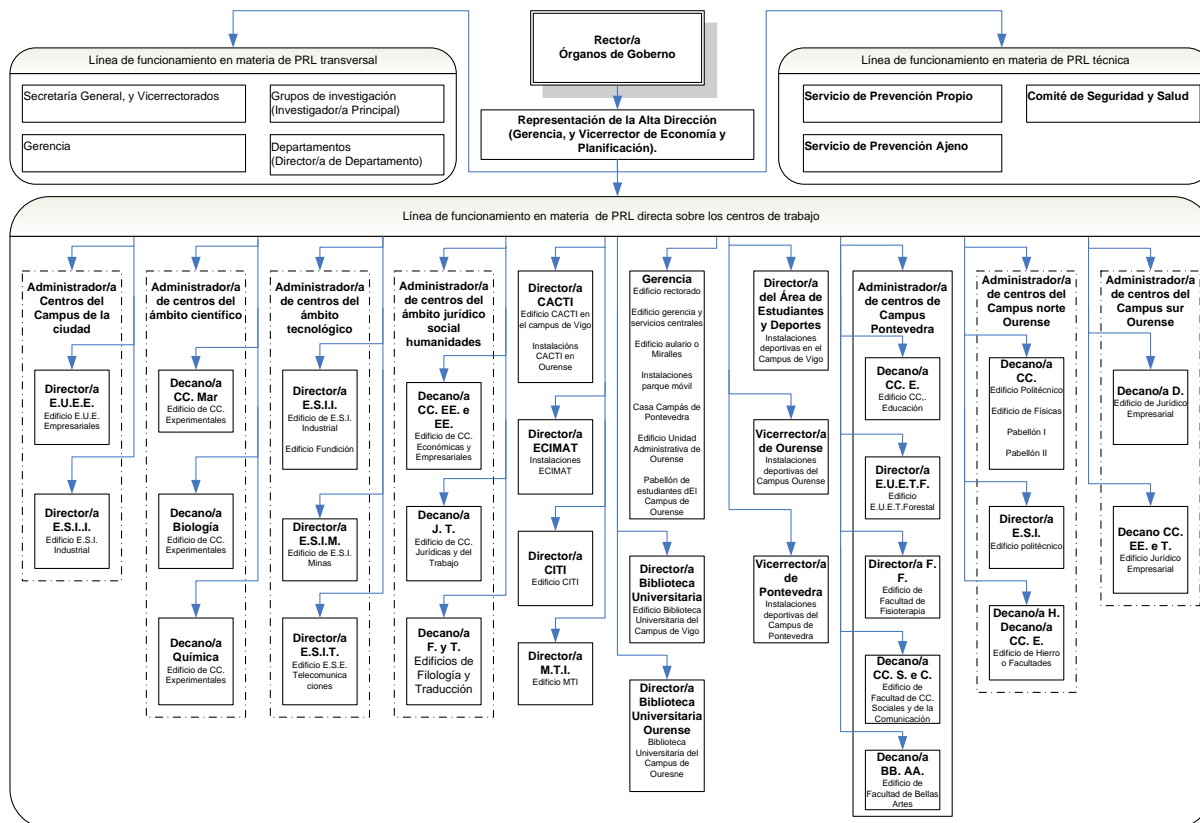 Rector/a
Órganos de Goberno
Línea de funcionamiento en materia de PRL transversal
Secretaría General, y Vicerrectorados
Grupos de investigación
(Investigador/a Principal)
Gerencia
Departamentos
(Director/a de Departamento)
Representación de la Alta Dirección
(Gerencia, y Vicerrector de Economía y
Planificación).
Línea de funcionamiento en materia de PRL técnica
Servicio de Prevención Propio
Comité de Seguridad y Salud
Servicio de Prevención Ajeno
Línea de funcionamiento en materia  de PRL directa sobre los centros de trabajo
Administrador/a
Centros del
Campus de la
ciudad
Director/a
E.U.E.E.
Edificio E.U.E.
Empresariales
Director/a
E.S.I..I.
Edificio E.S.I.
Industrial
Administrador/a
de centros del
ámbito científico
Decano/a
CC. Mar
Edificio de CC.
Experimentales
Decano/a
Biología
Edificio de CC.
Experimentales
Decano/a
Química
Edificio de CC.
Experimentales
Administrador/a
de centros del
ámbito
tecnológico
Director/a
E.S.I.I.
Edificio de E.S.I.
Industrial
Edificio Fundición
Director/a
E.S.I.M.
Edificio de E.S.I.
Minas
Director/a
E.S.I.T.
Edificio E.S.E.
Telecomunica
ciones
Administrador/a
de centros del
ámbito jurídico
social
humanidades
Decano/a
CC. EE. e
EE.
Edificio de CC.
Económicas y
Empresariales
Decano/a
J. T.
Edificio de CC.
Jurídicas y del
Trabajo
Decano/a
F. y T.
Edificios de
Filología y
Traducción
Director/a
CACTI
Edificio CACTI en
el campus de Vigo
Instalacións
CACTI en
Ourense
Director/a
ECIMAT
Instalaciones
ECIMAT
Director/a
CITI
Edificio CITI
Director/a
M.T.I.
Edificio MTI
Gerencia
Edificio rectorado
Edificio gerencia y
servicios centrales
Edificio aulario o
Miralles
Instalaciones
parque móvil
Casa Campás de
Pontevedra
Edificio Unidad
Administrativa de
Ourense
Pabellón de
estudiantes dEl
Campus de
Ourense
Director/a
Biblioteca
Universitaria
Edificio Biblioteca
Universitaria del
Campus de Vigo
Director/a
Biblioteca
Universitaria
Ourense
Biblioteca
Universitaria del
Campus de
Ouresne
Director/a
del Área de
Estudiantes
y Deportes
Instalaciones
deportivas en el
Campus de Vigo
Vicerrector/a
de Ourense
Instalaciones
deportivas del
Campus Ourense
Vicerrector/a
de
Pontevedra
Instalaciones
deportivas del
Campus de
Pontevedra
Administrador/a
de centros de
Campus
Pontevedra
Decano/a
CC. E.
Edificio CC,.
Educación
Director/a
E.U.E.T.F.
Edificio
E.U.E.T.Forestal
Director/a F.
F.
Edificio de
Facultad de
Fisioterapia
Decano/a
CC. S. e C.
Edificio de
Facultad de CC.
Sociales y de la
Comunicación
Decano/a
BB. AA.
Edificio de
Facultad de Bellas
Artes
Administrador/a
de centros del
Campus norte
Ourense
Decano/a
CC.
Edificio Politécnico
Edificio de Físicas
Pabellón I
Pabellón II
Director/a
E.S.I.
Edificio politécnico
Decano/a H.
Decano/a
CC. E.
Edificio de Hierro
o Facultades
Administrador/a
de centros del
Campus sur
Ourense
Decano/a D.
Edificio de Jurídico
Empresarial
Decano CC.
EE. e T.
Edificio Jurídico
Empresarial